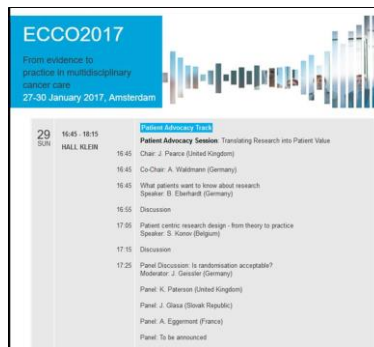 ECCO2017
From evidence to
practice in multidisciplinary
cancer care
27-30 January 2017, Amsterdam
29
SUN
16:45 - 18:15
HALL KLEIN
Patient Advocacy Track
Patient Advocacy Session: Translating Research into Patient Value
16:45 Chair: J. Pearce (United Kingdom)
16:45 Co-Chair: A. Waldmann (Germany)
16:45 What patients want to know about research
Speaker: B. Eberhardt (Germany)
16:55 Discussion
17:05 Patient centric research design - from theory to practice
Speaker: S. Konor (Belgium)
17:15 Discussion
17:25 Panel Discussion: Is randomisation acceptable?
Moderator: J. Geissler (Germany)
Panel: K. Paterson (United Kingdom)
Panel: J. Glasa (Slovak Republic)
Panel: A. Eggermont (France)
Panel: To be announced